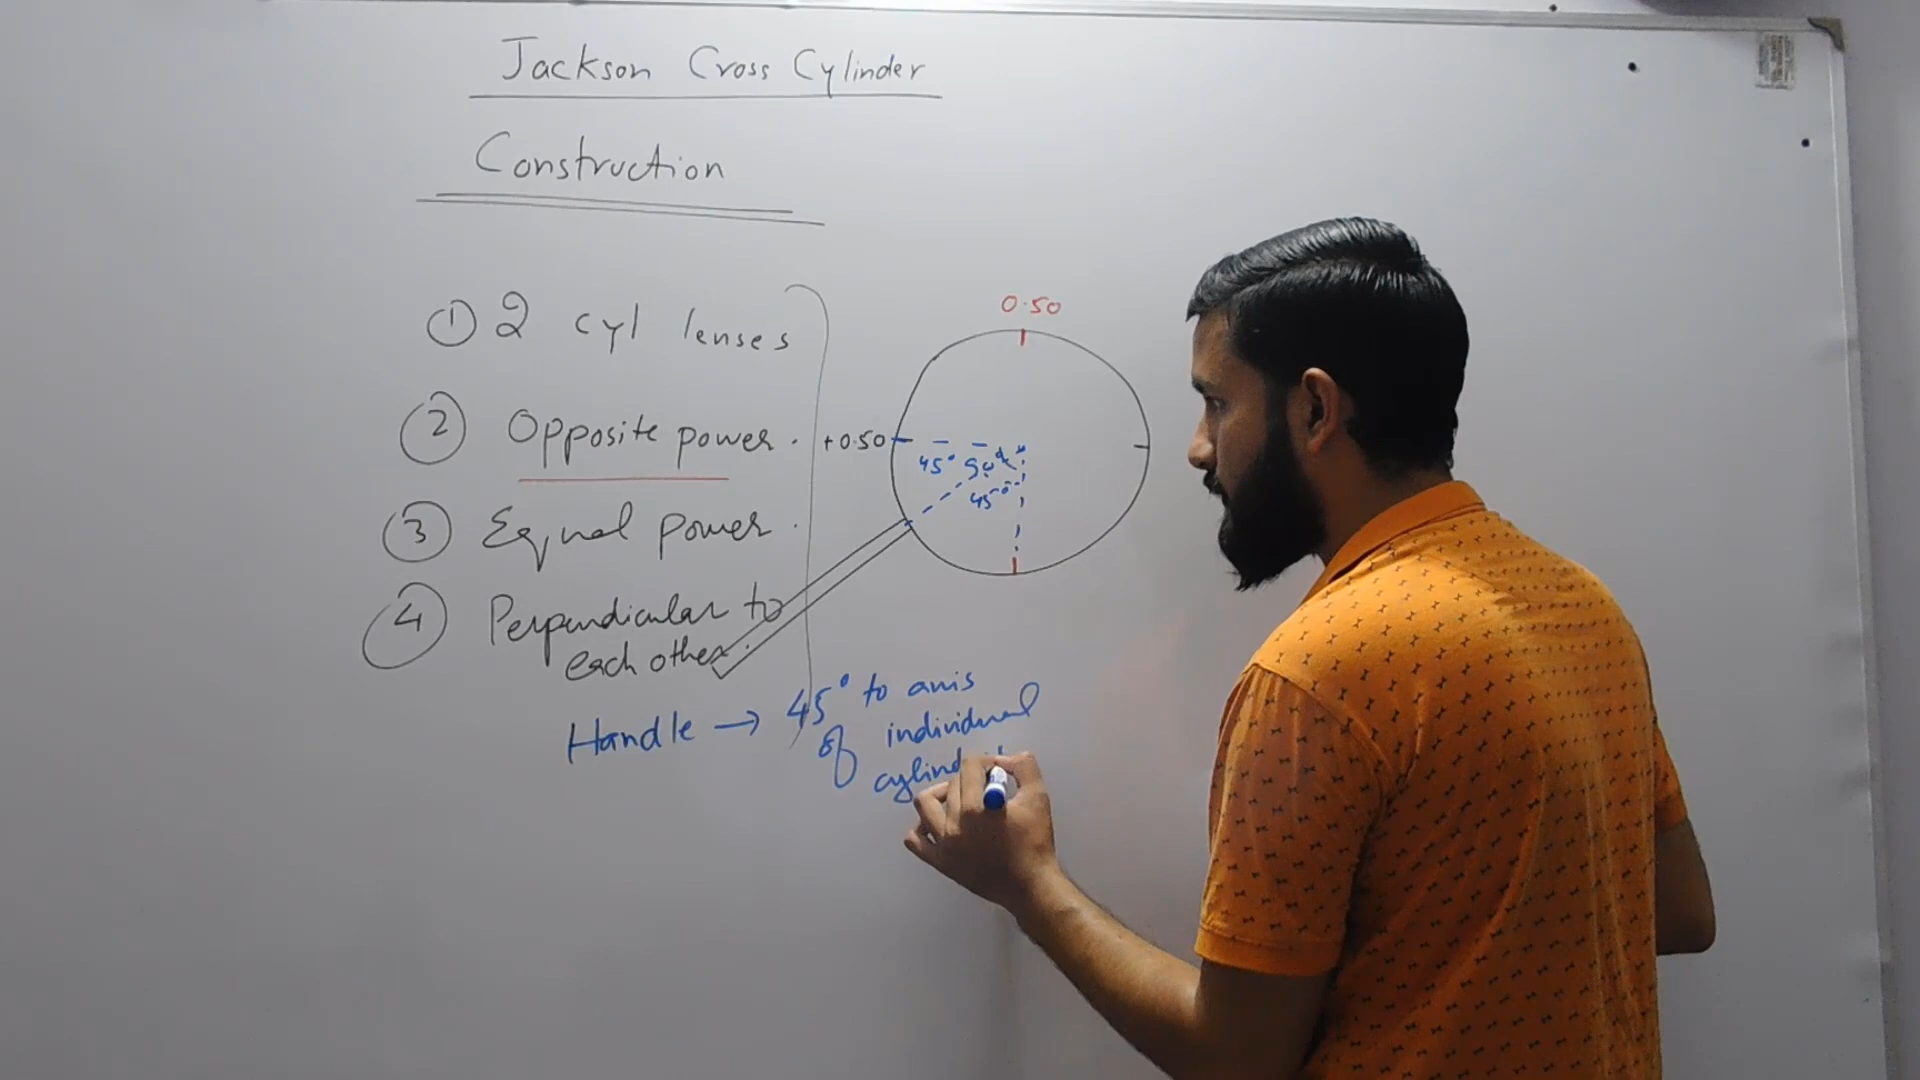 Jackson Cross Cylinder
Construction
① 2 cyl lenses
② Opposite power.
③ Equal power.
④ Perpendicular to
each other.
0.50
+0.50
45° 90°
45°
Handle → 45° to axis
of individual